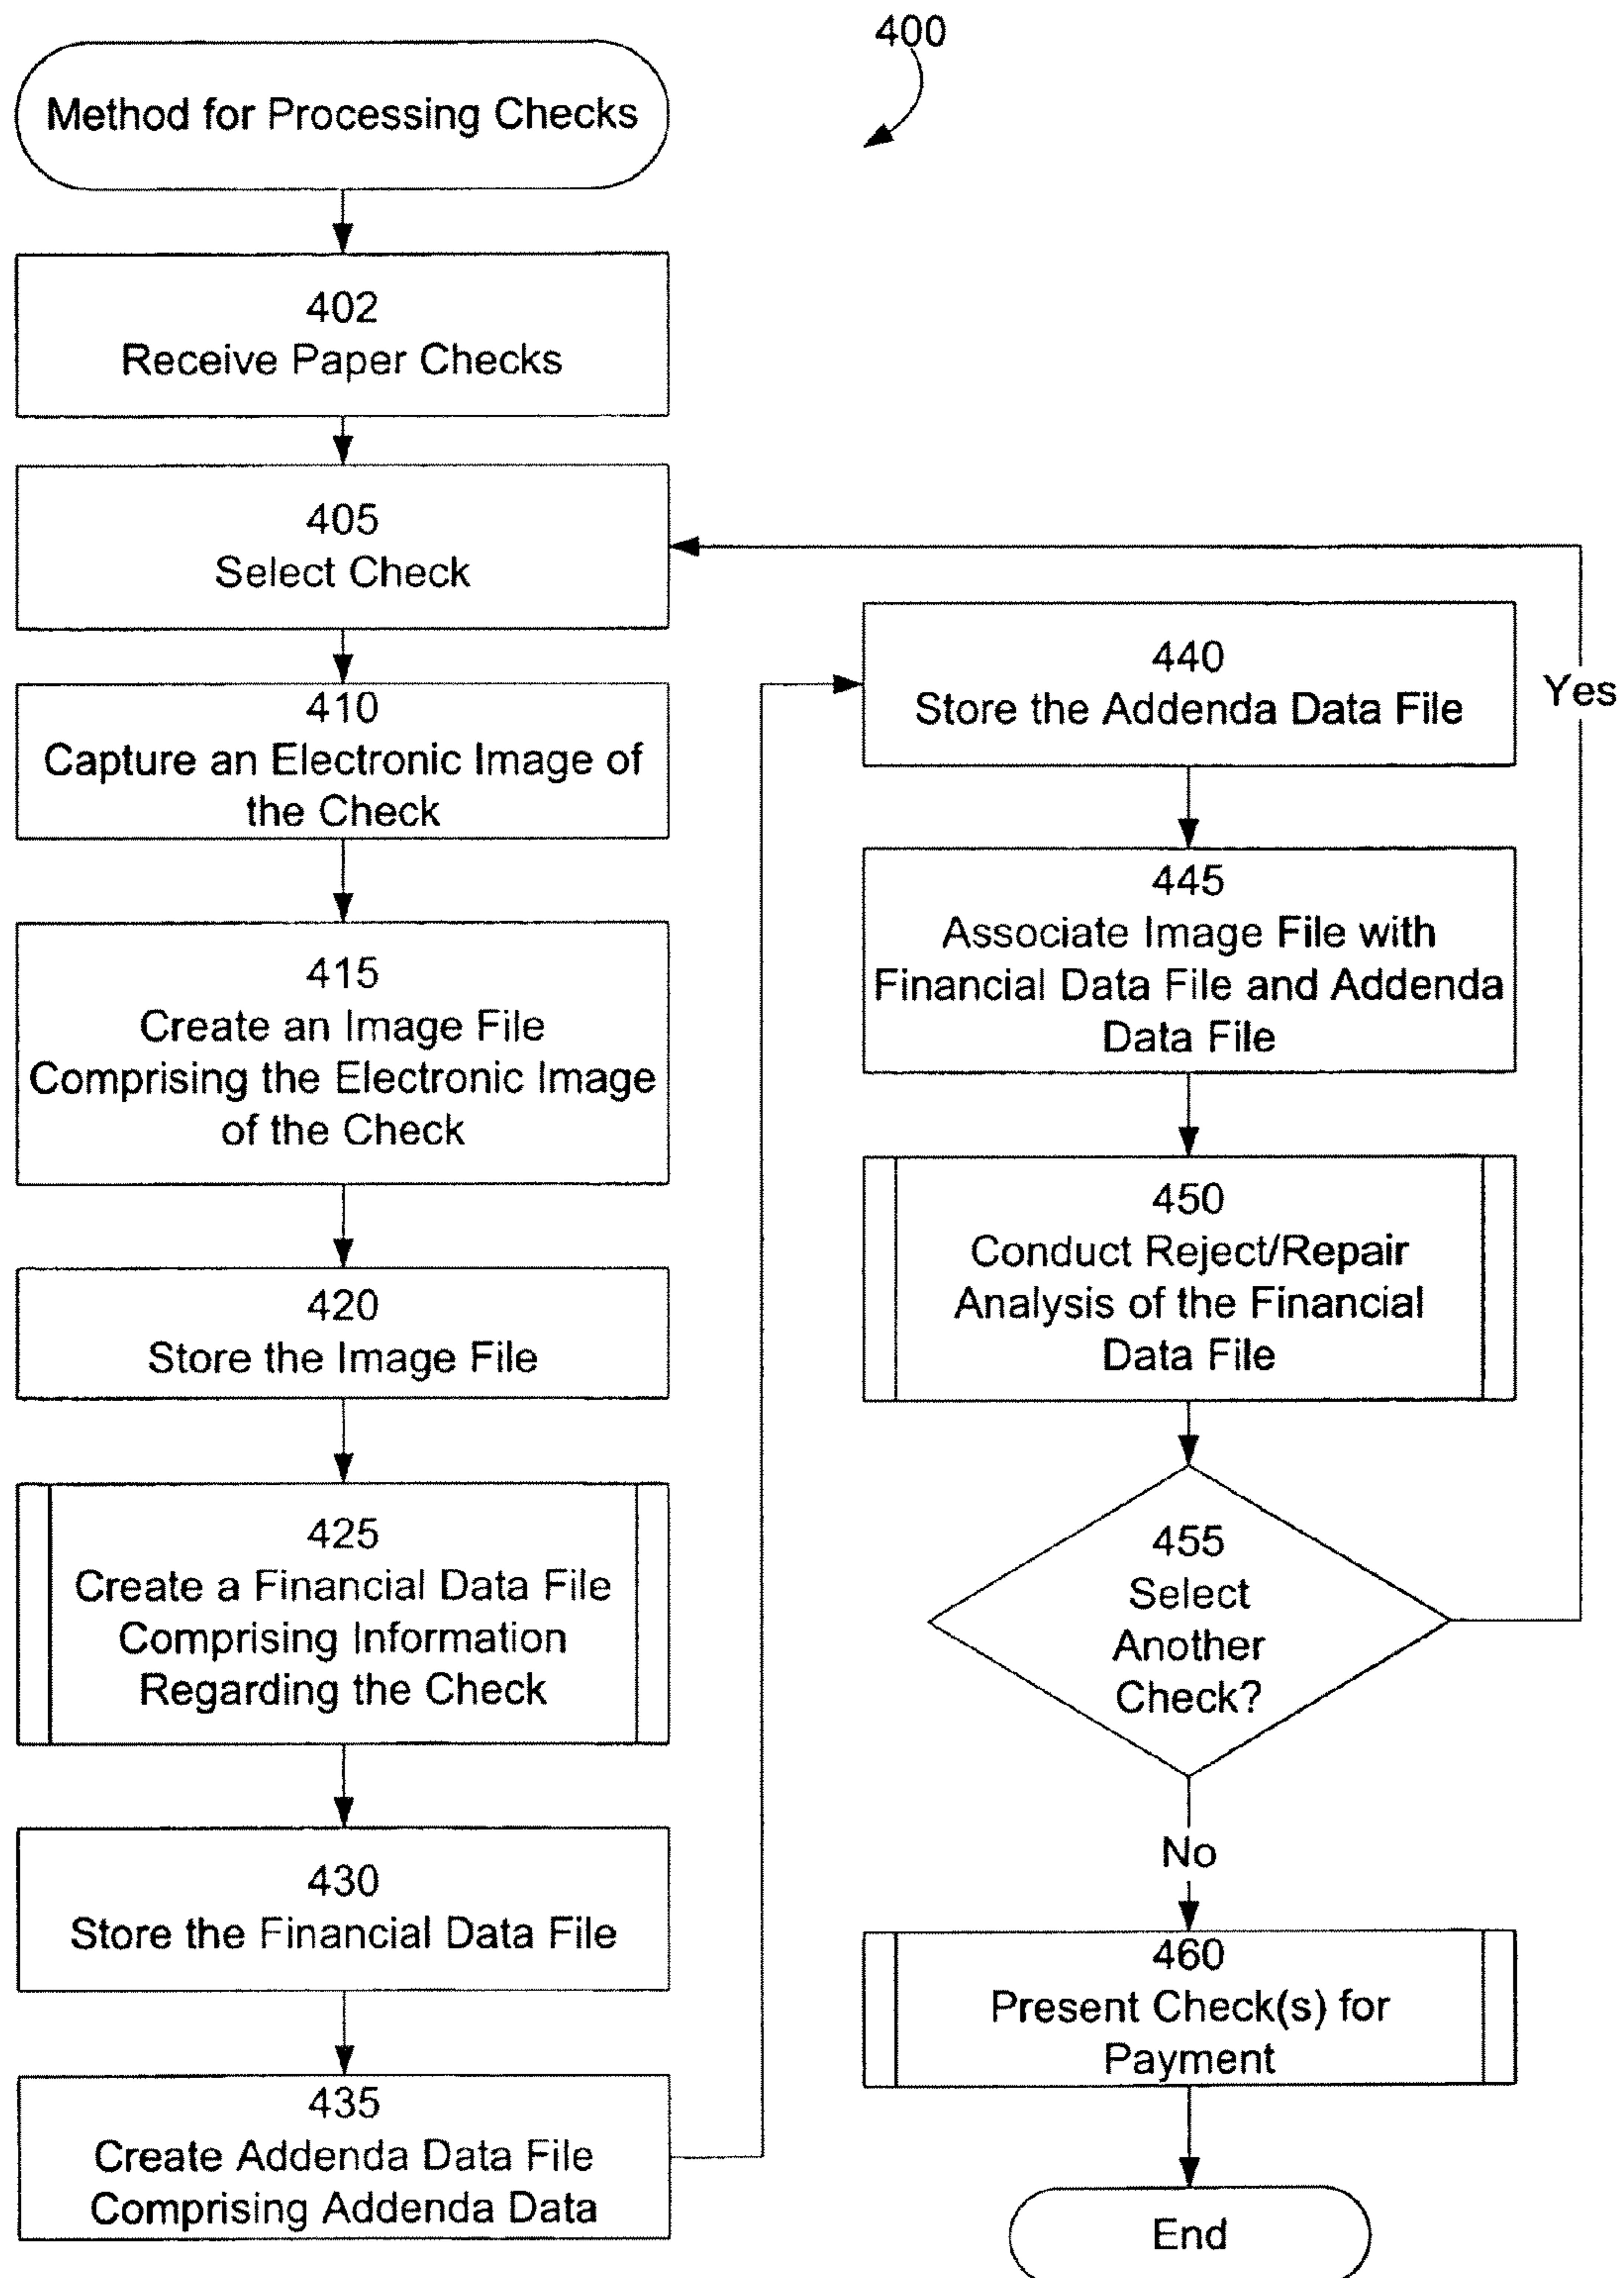 400
Method for Processing Checks
402
Receive Paper Checks
405
Select Check
410
Capture an Electronic Image of
the Check
415
Create an Image File
Comprising the Electronic Image
of the Check
420
Store the Image File
425
Create a Financial Data File
Comprising Information
Regarding the Check
430
Store the Financial Data File
435
Create Addenda Data File
Comprising Addenda Data
440
Store the Addenda Data File
Yes
445
Associate Image File with
Financial Data File and Addenda
Data File
450
Conduct Reject/Repair
Analysis of the Financial
Data File
455
Select
Another
Check?
No
460
Present Check(s) for
Payment
End